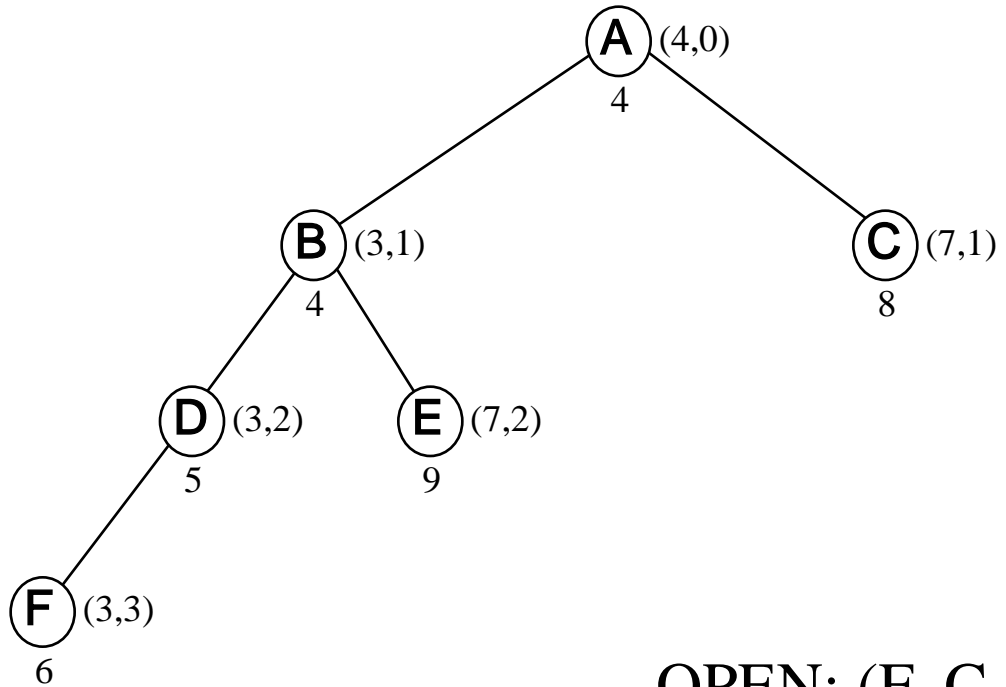 A (4,0)
4
B (3,1) C (7,1)
4 8
D (3,2) E (7,2)
5 9
F (3,3)
6
OPEN: